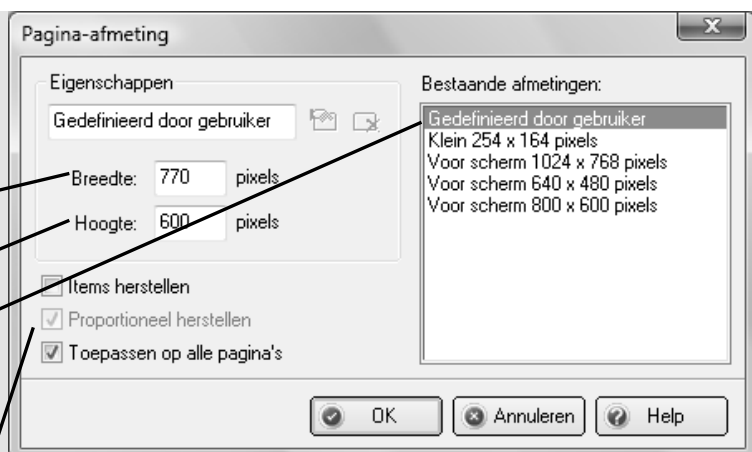 Pagina-afmeting
Eigenschappen
Gedefinieerd door gebruiker
Breedte: 770 pixels
Hoogte: 600 pixels
Items herstellen
Proportioneel herstellen
Toepassen op alle pagina's
Bestaande afmetingen:
Gedefinieerd door gebruiker
Klein 254 x 164 pixels
Voor scherm 1024 x 768 pixels
Voor scherm 640 x 480 pixels
Voor scherm 800 x 600 pixels
OK Annuleren Help